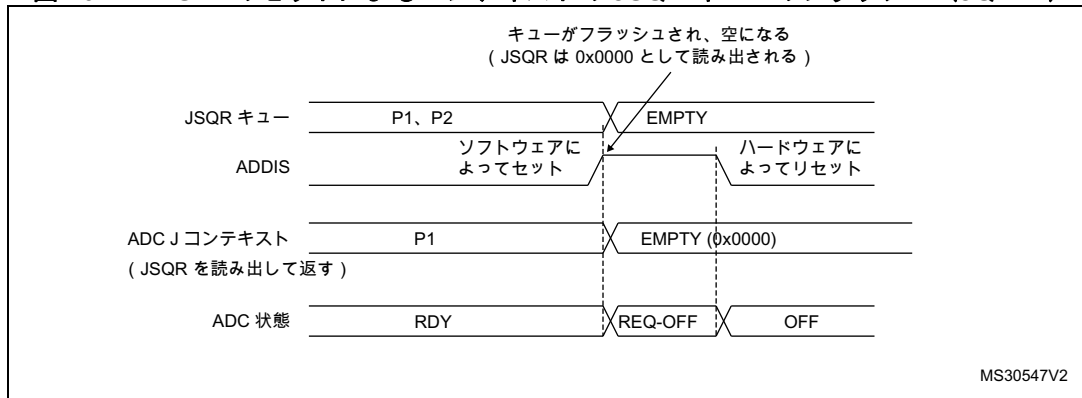 キューがフラッシュされ、空になる
（JSQR は 0x0000 として読み出される）
JSQR キュー
P1、P2
EMPTY
ADDIS
ソフトウェアに
よってセット
ハードウェアに
よってリセット
ADC J コンテキスト
（JSQR を読み出して返す）
P1
EMPTY (0x0000)
ADC 状態
RDY
REQ-OFF
OFF
MS30547V2